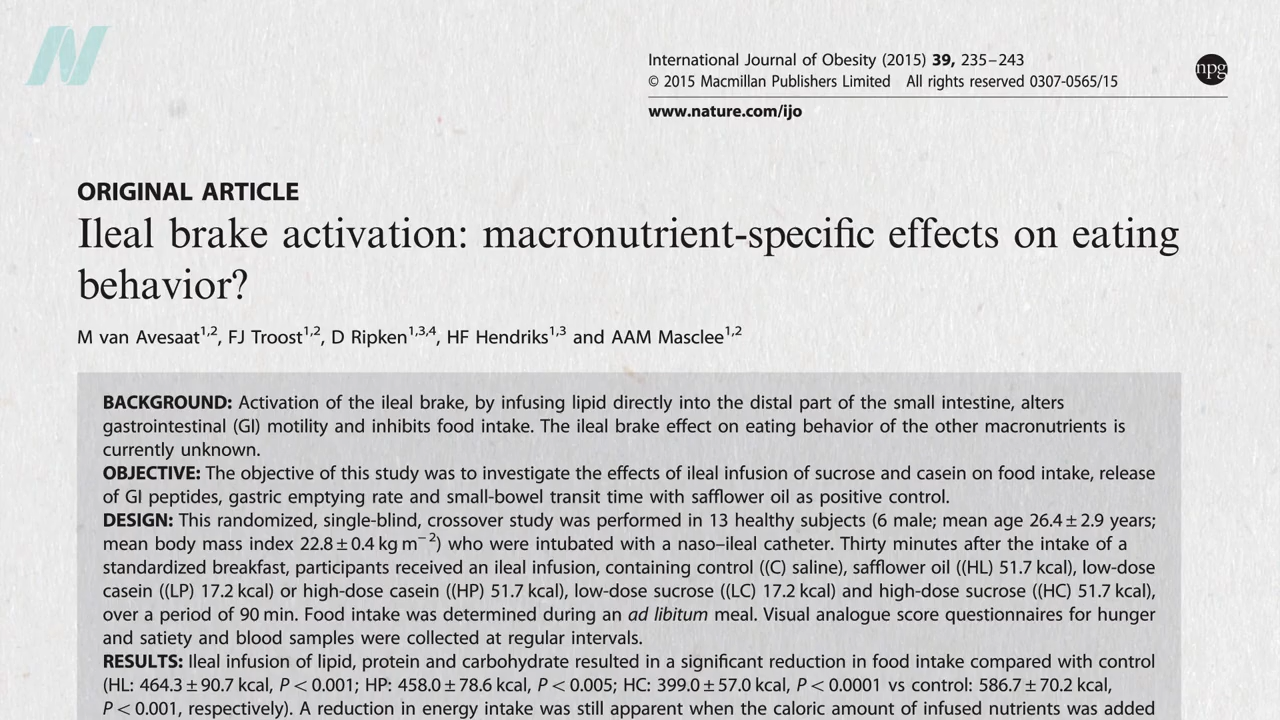 N
International Journal of Obesity (2015) 39, 235–243
© 2015 Macmillan Publishers Limited All rights reserved 0307-0565/15
npg
www.nature.com/ijo
ORIGINAL ARTICLE
Ileal brake activation: macronutrient-specific effects on eating
behavior?
M van Avesaat1,2, FJ Troost1,2, D Ripken1,3,4, HF Hendriks1,3 and AAM Masclee1,2
BACKGROUND: Activation of the ileal brake, by infusing lipid directly into the distal part of the small intestine, alters
gastrointestinal (GI) motility and inhibits food intake. The ileal brake effect on eating behavior of the other macronutrients is
currently unknown.
OBJECTIVE: The objective of this study was to investigate the effects of ileal infusion of sucrose and casein on food intake, release
of GI peptides, gastric emptying rate and small-bowel transit time with safflower oil as positive control.
DESIGN: This randomized, single-blind, crossover study was performed in 13 healthy subjects (6 male; mean age 26.4 ± 2.9 years;
mean body mass index 22.8 ± 0.4 kg m−2) who were intubated with a naso–ileal catheter. Thirty minutes after the intake of a
standardized breakfast, participants received an ileal infusion, containing control ((C) saline), safflower oil ((HL) 51.7 kcal), low-dose
casein ((LP) 17.2 kcal) or high-dose casein ((HP) 51.7 kcal), low-dose sucrose ((LC) 17.2 kcal) and high-dose sucrose ((HC) 51.7 kcal),
over a period of 90 min. Food intake was determined during an ad libitum meal. Visual analogue score questionnaires for hunger
and satiety and blood samples were collected at regular intervals.
RESULTS: Ileal infusion of lipid, protein and carbohydrate resulted in a significant reduction in food intake compared with control
(HL: 464.3 ± 90.7 kcal, P < 0.001; HP: 458.0 ± 78.6 kcal, P < 0.005; HC: 399.0 ± 57.0 kcal, P < 0.0001 vs control: 586.7 ± 70.2 kcal,
P < 0.001, respectively). A reduction in energy intake was still apparent when the caloric amount of infused nutrients was added